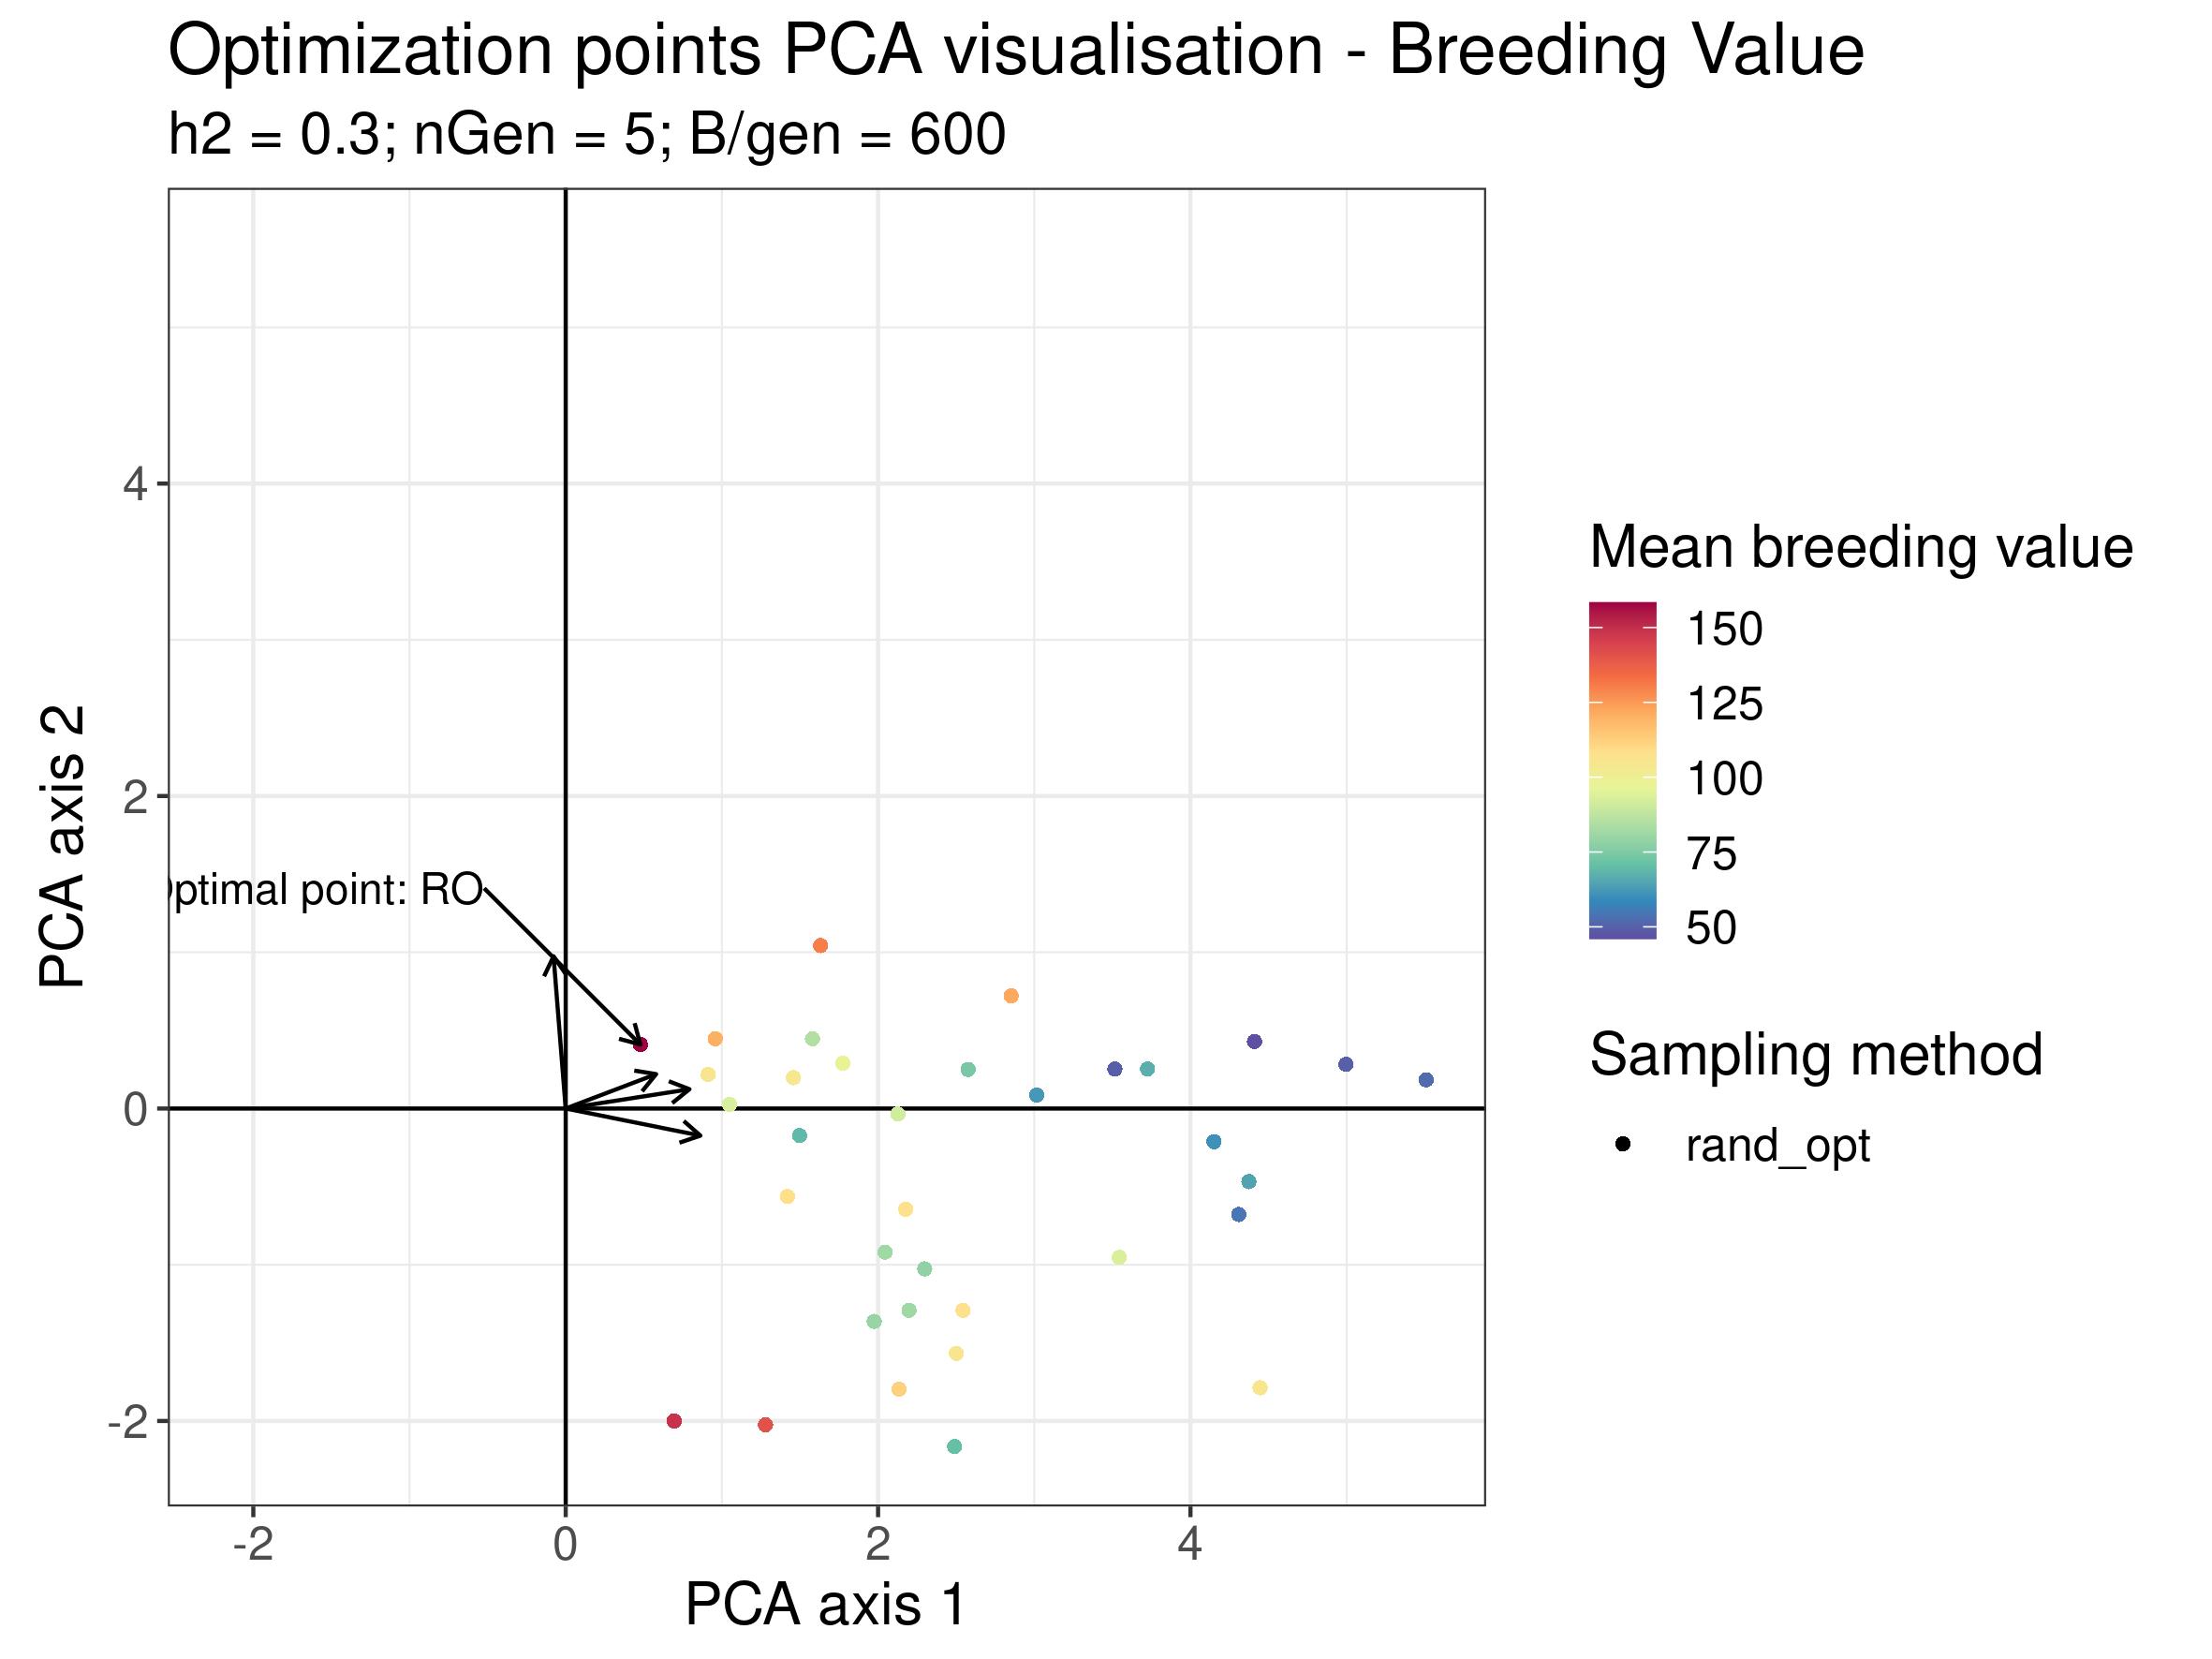 Optimization points PCA visualisation - Breeding Value
h2 = 0.3; nGen = 5; B/gen = 600
PCA axis 2
4
2
0
-2
ptimal point: RO
-2
0
2
4
PCA axis 1
Mean breeding value
150
125
100
75
50
Sampling method
rand_opt